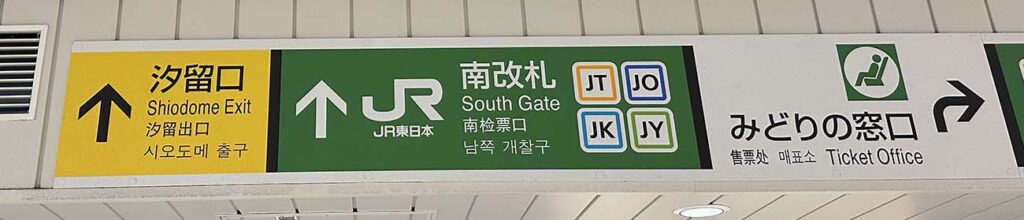 汐留口
Shiodome Exit
汐留出口
시오도메 출구
JR
JR東日本
南改札
South Gate
南检票口
남쪽 개찰구
JT JO
JK JY
みどりの窓口
售票处 매표소 Ticket Office